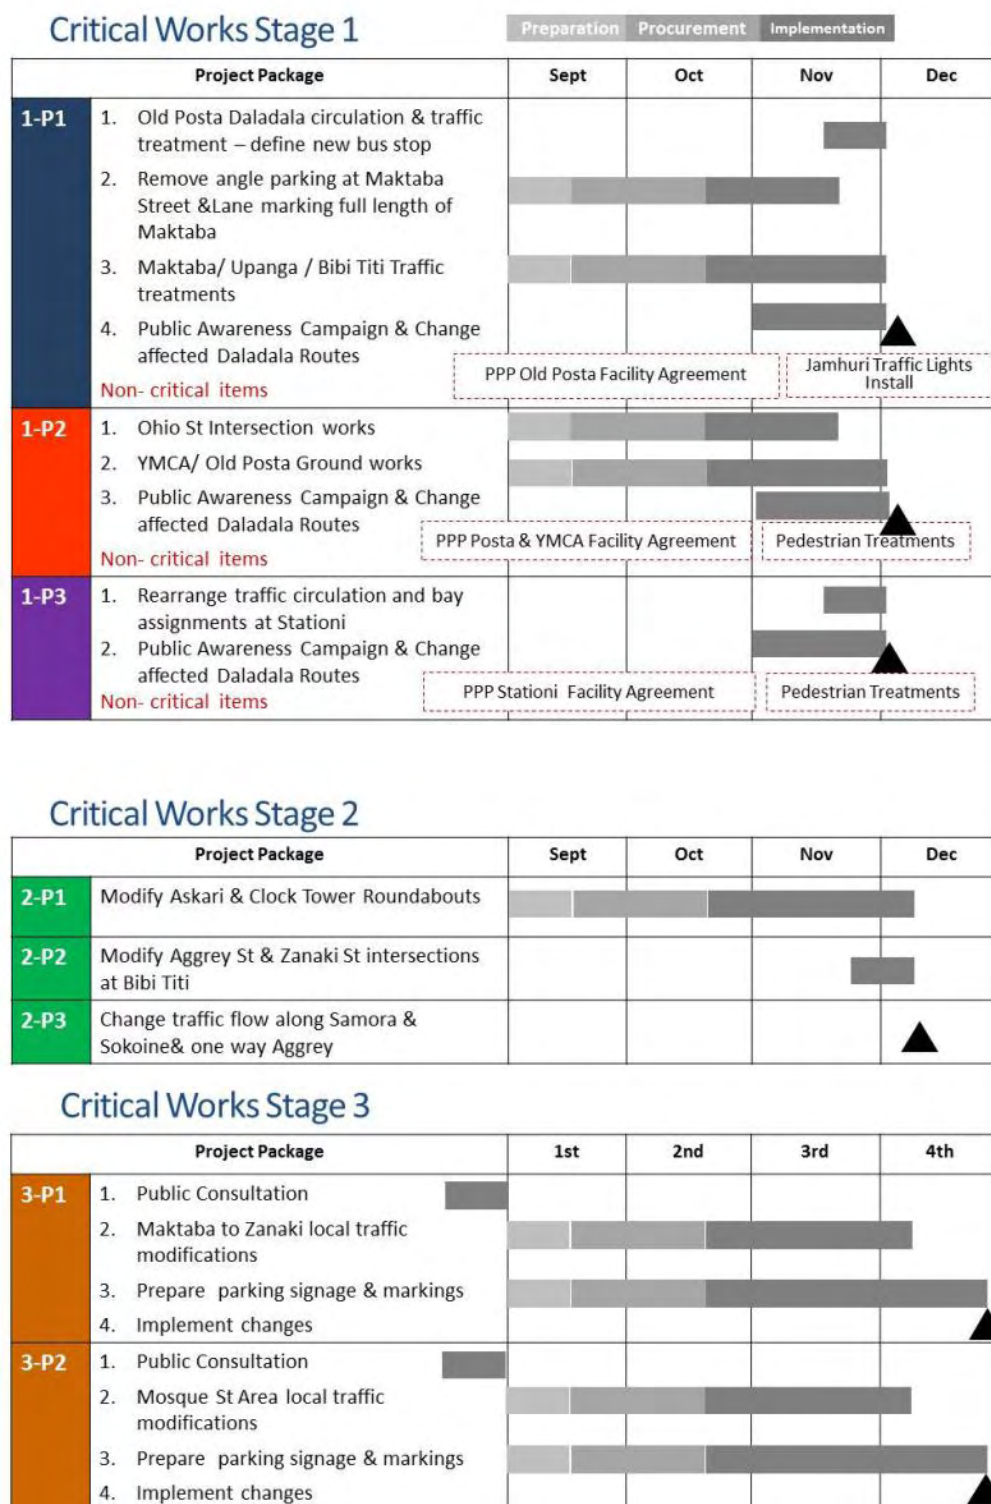 Critical Works Stage 1
Preparation Procurement Implementation
Project Package Sept Oct Nov Dec
1-P1
1. Old Posta Daladala circulation & traffic
treatment – define new bus stop
2. Remove angle parking at Maktaba
Street &Lane marking full length of
Maktaba
3. Maktaba/ Upanga / Bibi Titi Traffic
treatments
4. Public Awareness Campaign & Change
affected Daladala Routes
Non- critical items
PPP Old Posta Facility Agreement
Jamhuri Traffic Lights
Install
1-P2
1. Ohio St Intersection works
2. YMCA/ Old Posta Ground works
3. Public Awareness Campaign & Change
affected Daladala Routes
Non- critical items
PPP Posta & YMCA Facility Agreement
Pedestrian Treatments
1-P3
1. Rearrange traffic circulation and bay
assignments at Stationi
2. Public Awareness Campaign & Change
affected Daladala Routes
Non- critical items
PPP Stationi Facility Agreement
Pedestrian Treatments
Critical Works Stage 2
Project Package Sept Oct Nov Dec
2-P1
Modify Askari & Clock Tower Roundabouts
2-P2
Modify Aggrey St & Zanaki St intersections
at Bibi Titi
2-P3
Change traffic flow along Samora &
Sokoine& one way Aggrey
Critical Works Stage 3
Project Package 1st 2nd 3rd 4th
3-P1
1. Public Consultation
2. Maktaba to Zanaki local traffic
modifications
3. Prepare parking signage & markings
4. Implement changes
3-P2
1. Public Consultation
2. Mosque St Area local traffic
modifications
3. Prepare parking signage & markings
4. Implement changes